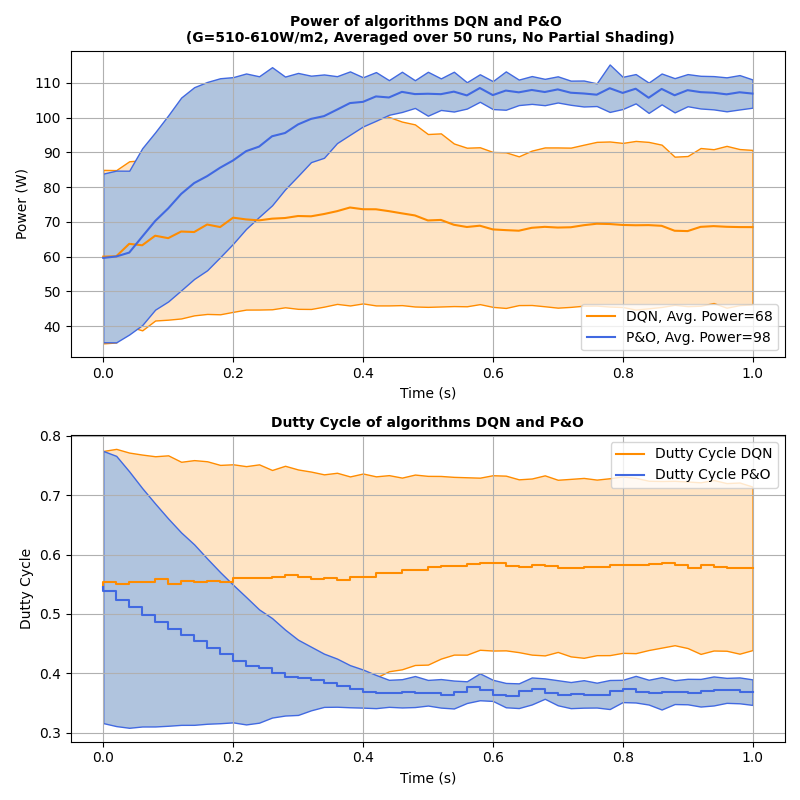 Power of algorithms DQN and P&O
(G=510-610W/m2, Averaged over 50 runs, No Partial Shading)
110
100
90
80
70
60
50
40
Power (W)
DQN, Avg. Power=68
P&O, Avg. Power=98
0.0 0.2 0.4 0.6 0.8 1.0
Time (s)
Dutty Cycle of algorithms DQN and P&O
0.8
0.7
0.6
0.5
0.4
0.3
Dutty Cycle
Dutty Cycle DQN
Dutty Cycle P&O
0.0 0.2 0.4 0.6 0.8 1.0
Time (s)